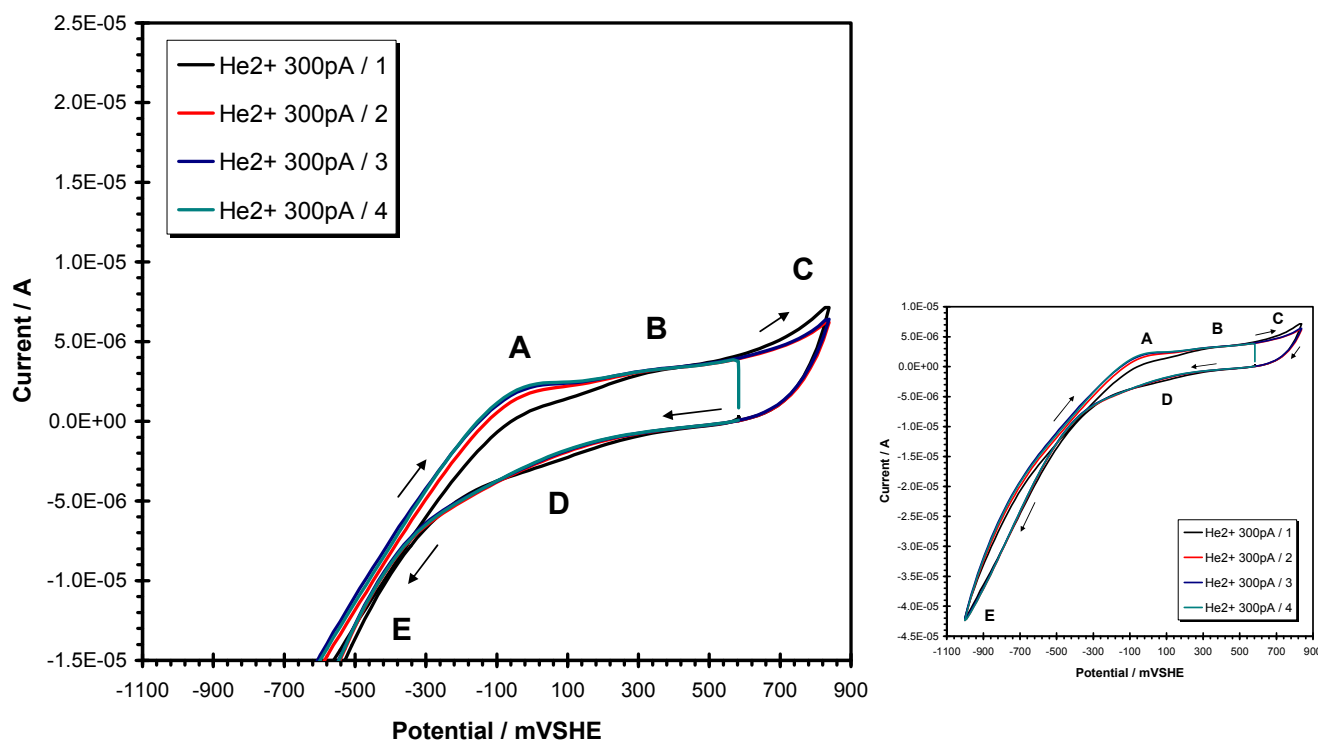 2.5E-05
2.0E-05
1.5E-05
1.0E-05
5.0E-06
0.0E+00
-5.0E-06
-1.0E-05
-1.5E-05
Current / A
He2+ 300pA / 1
He2+ 300pA / 2
He2+ 300pA / 3
He2+ 300pA / 4
A
B
C
D
E
-1100 -900 -700 -500 -300 -100 100 300 500 700 900
Potential / mVSHE
1.0E-05
5.0E-06
0.0E+00
-5.0E-06
-1.0E-05
-1.5E-05
-2.0E-05
-2.5E-05
-3.0E-05
-3.5E-05
-4.0E-05
-4.5E-05
Current / A
A
B
C
D
E
He2+ 300pA / 1
He2+ 300pA / 2
He2+ 300pA / 3
He2+ 300pA / 4
-1100 -900 -700 -500 -300 -100 100 300 500 700 900
Potential / mVSHE